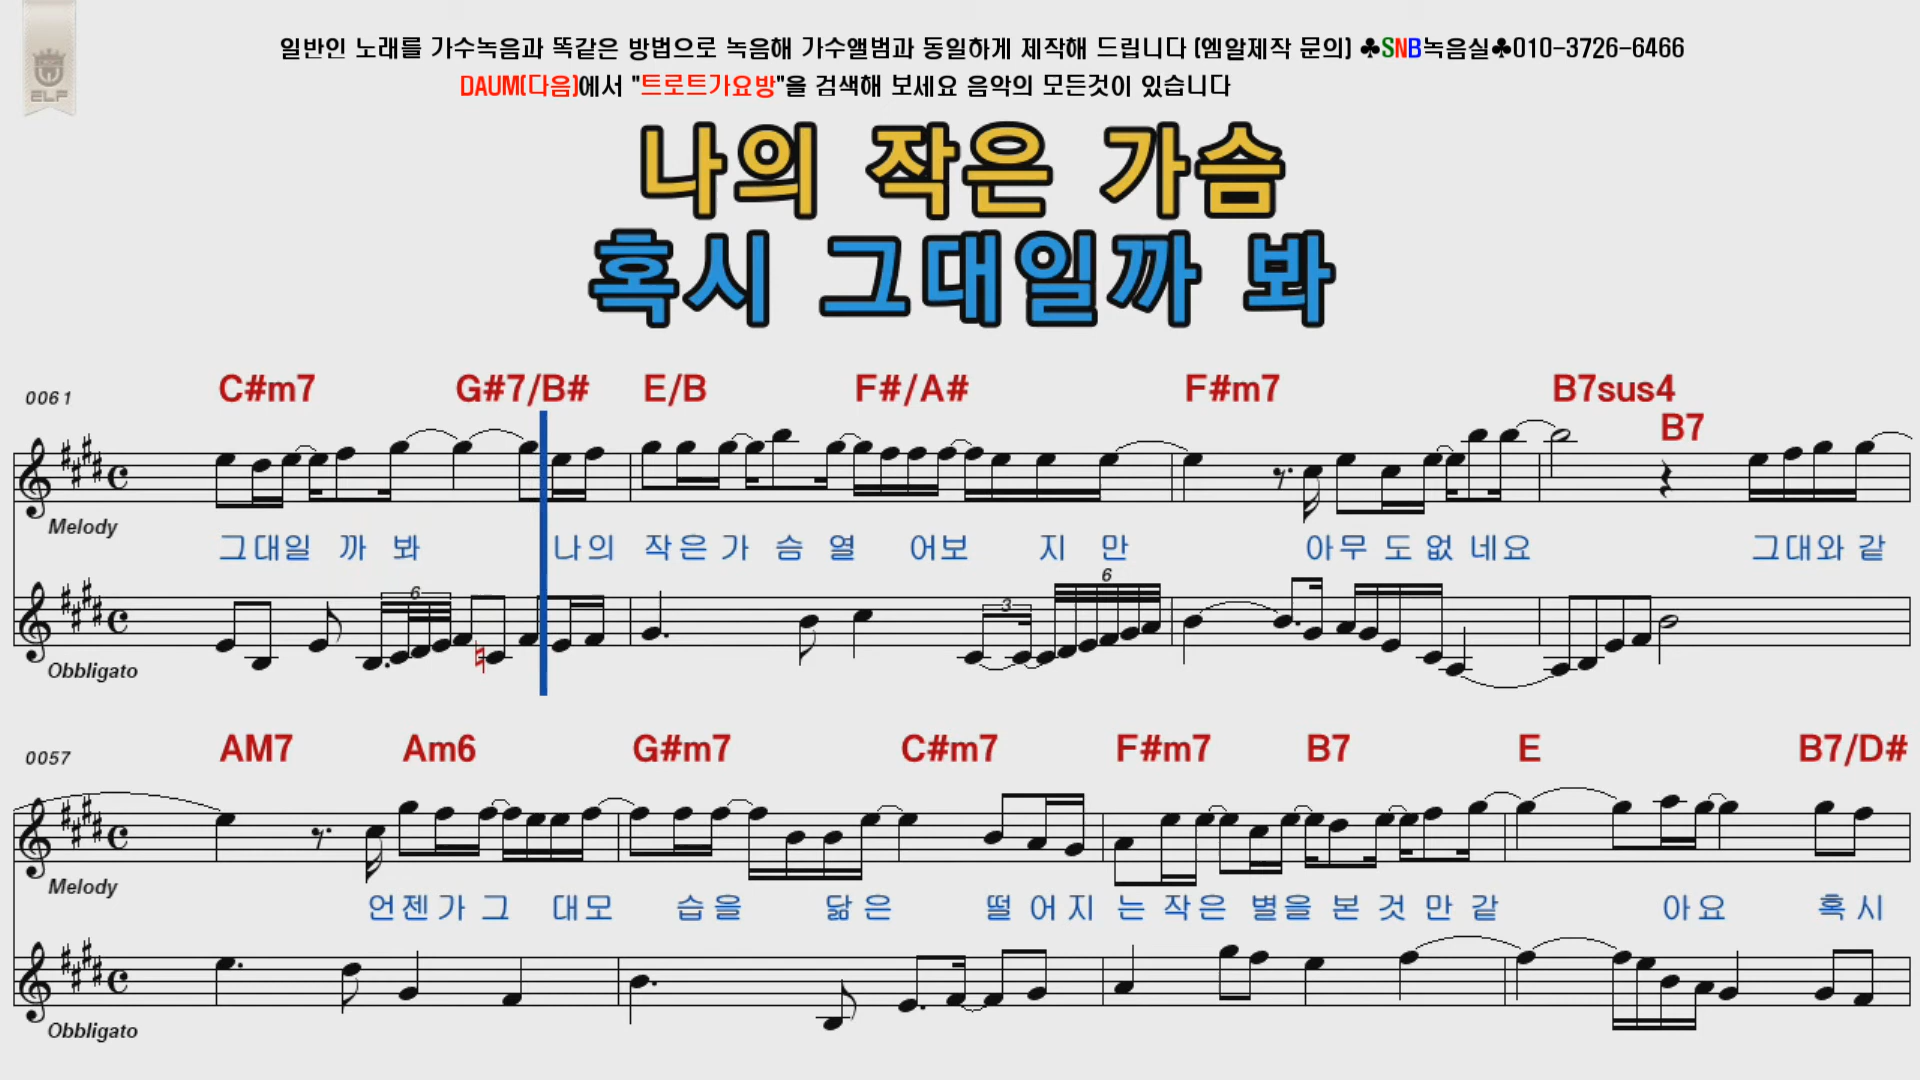 ELF
일반인 노래를 가수녹음과 똑같은 방법으로 녹음해 가수앨범과 동일하게 제작해 드립니다 (엠알제작 문의) ♣SNB녹음실♣010-3726-6466
DAUM(다음)에서 "트로트가요방"을 검색해 보세요 음악의 모든것이 있습니다
나의 작은 가슴
혹시 그대일까 봐
0061 C#m7 G#7/B# E/B F#/A# F#m7 B7sus4
B7
Melody
그대일 까 봐 나의 작은가 슴 열 어보 지 만 아무 도없 네요 그대와 같
6 3 6
Obbligato
0057 AM7 Am6 G#m7 C#m7 F#m7 B7 E B7/D#
Melody
언젠가 그 대모 습을 닮은 떨 어지 는 작은 별을 본 것 만 같 아요 혹시
Obbligato